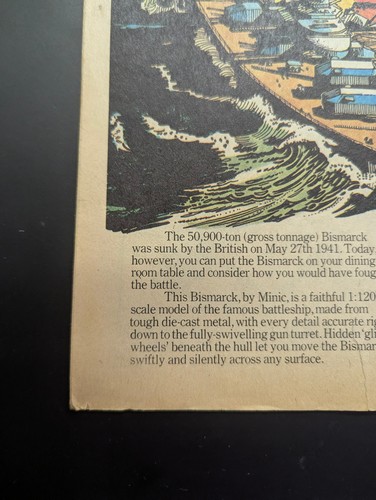 The 50,900-ton (gross tonnage) Bismarck
was sunk by the British on May 27th 1941. Today,
however, you can put the Bismarck on your dining
room table and consider how you would have foug
the battle.
This Bismarck, by Minic, is a faithful 1:120
scale model of the famous battleship, made from
tough die-cast metal, with every detail accurate rig
down to the fully-swivelling gun turret. Hidden ‘gli
wheels’ beneath the hull let you move the Bismar
swiftly and silently across any surface.